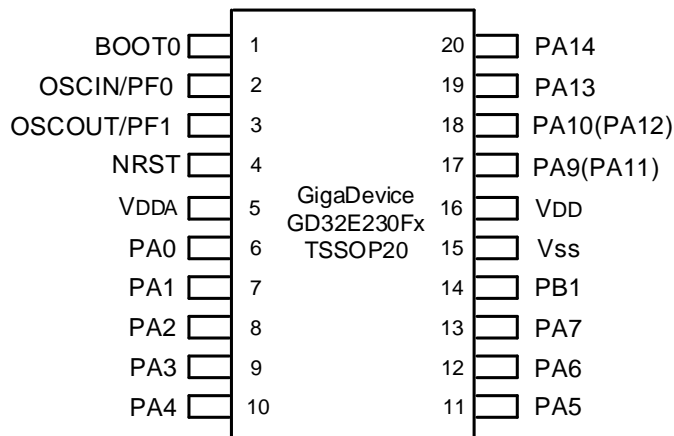 BOOT0 1 20 PA14
OSCIN/PF0 2 19 PA13
OSCOUT/PF1 3 18 PA10(PA12)
NRST 4 17 PA9(PA11)
VDDA 5 16 VDD
GigaDevice
GD32E230Fx
TSSOP20
PA0 6 15 Vss
PA1 7 14 PB1
PA2 8 13 PA7
PA3 9 12 PA6
PA4 10 11 PA5